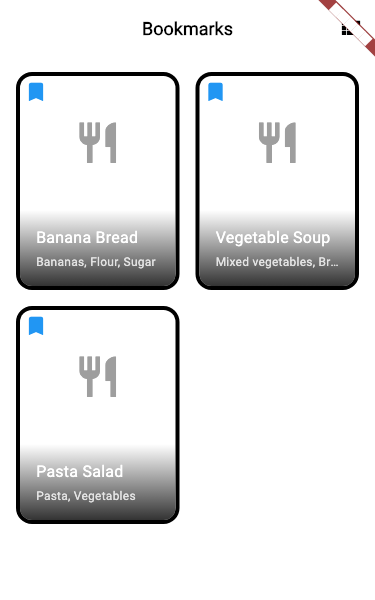 Bookmarks
Banana Bread
Bananas, Flour, Sugar
Vegetable Soup
Mixed vegetables, Br...
Pasta Salad
Pasta, Vegetables